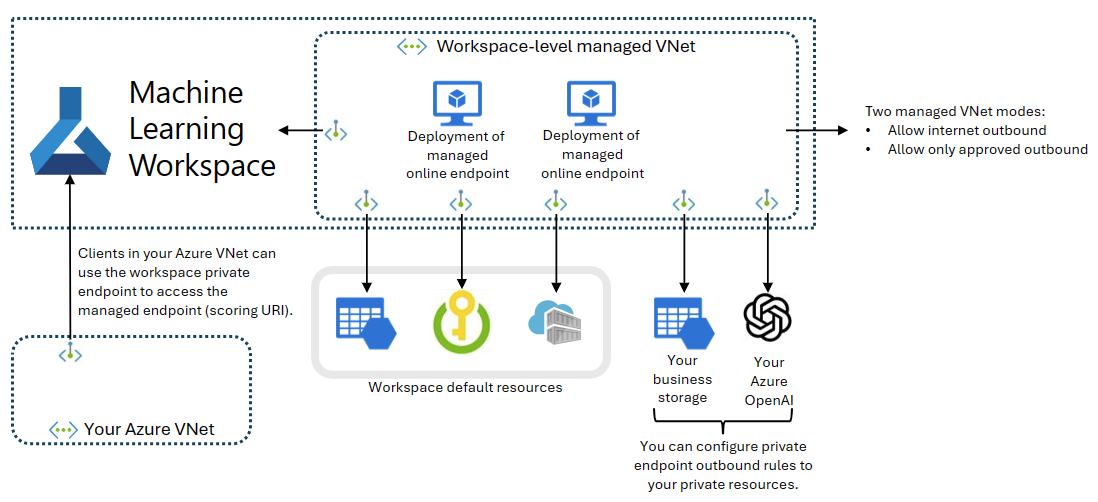 Workspace-level managed VNet
Machine
Learning
Workspace
Deployment of
managed
online endpoint
Deployment of
managed
online endpoint
Two managed VNet modes:
• Allow internet outbound
• Allow only approved outbound
Clients in your Azure VNet can
use the workspace private
endpoint to access the
managed endpoint (scoring URI).
Workspace default resources
Your
business
storage
Your
Azure
OpenAI
Your Azure VNet
You can configure private
endpoint outbound rules to
your private resources.